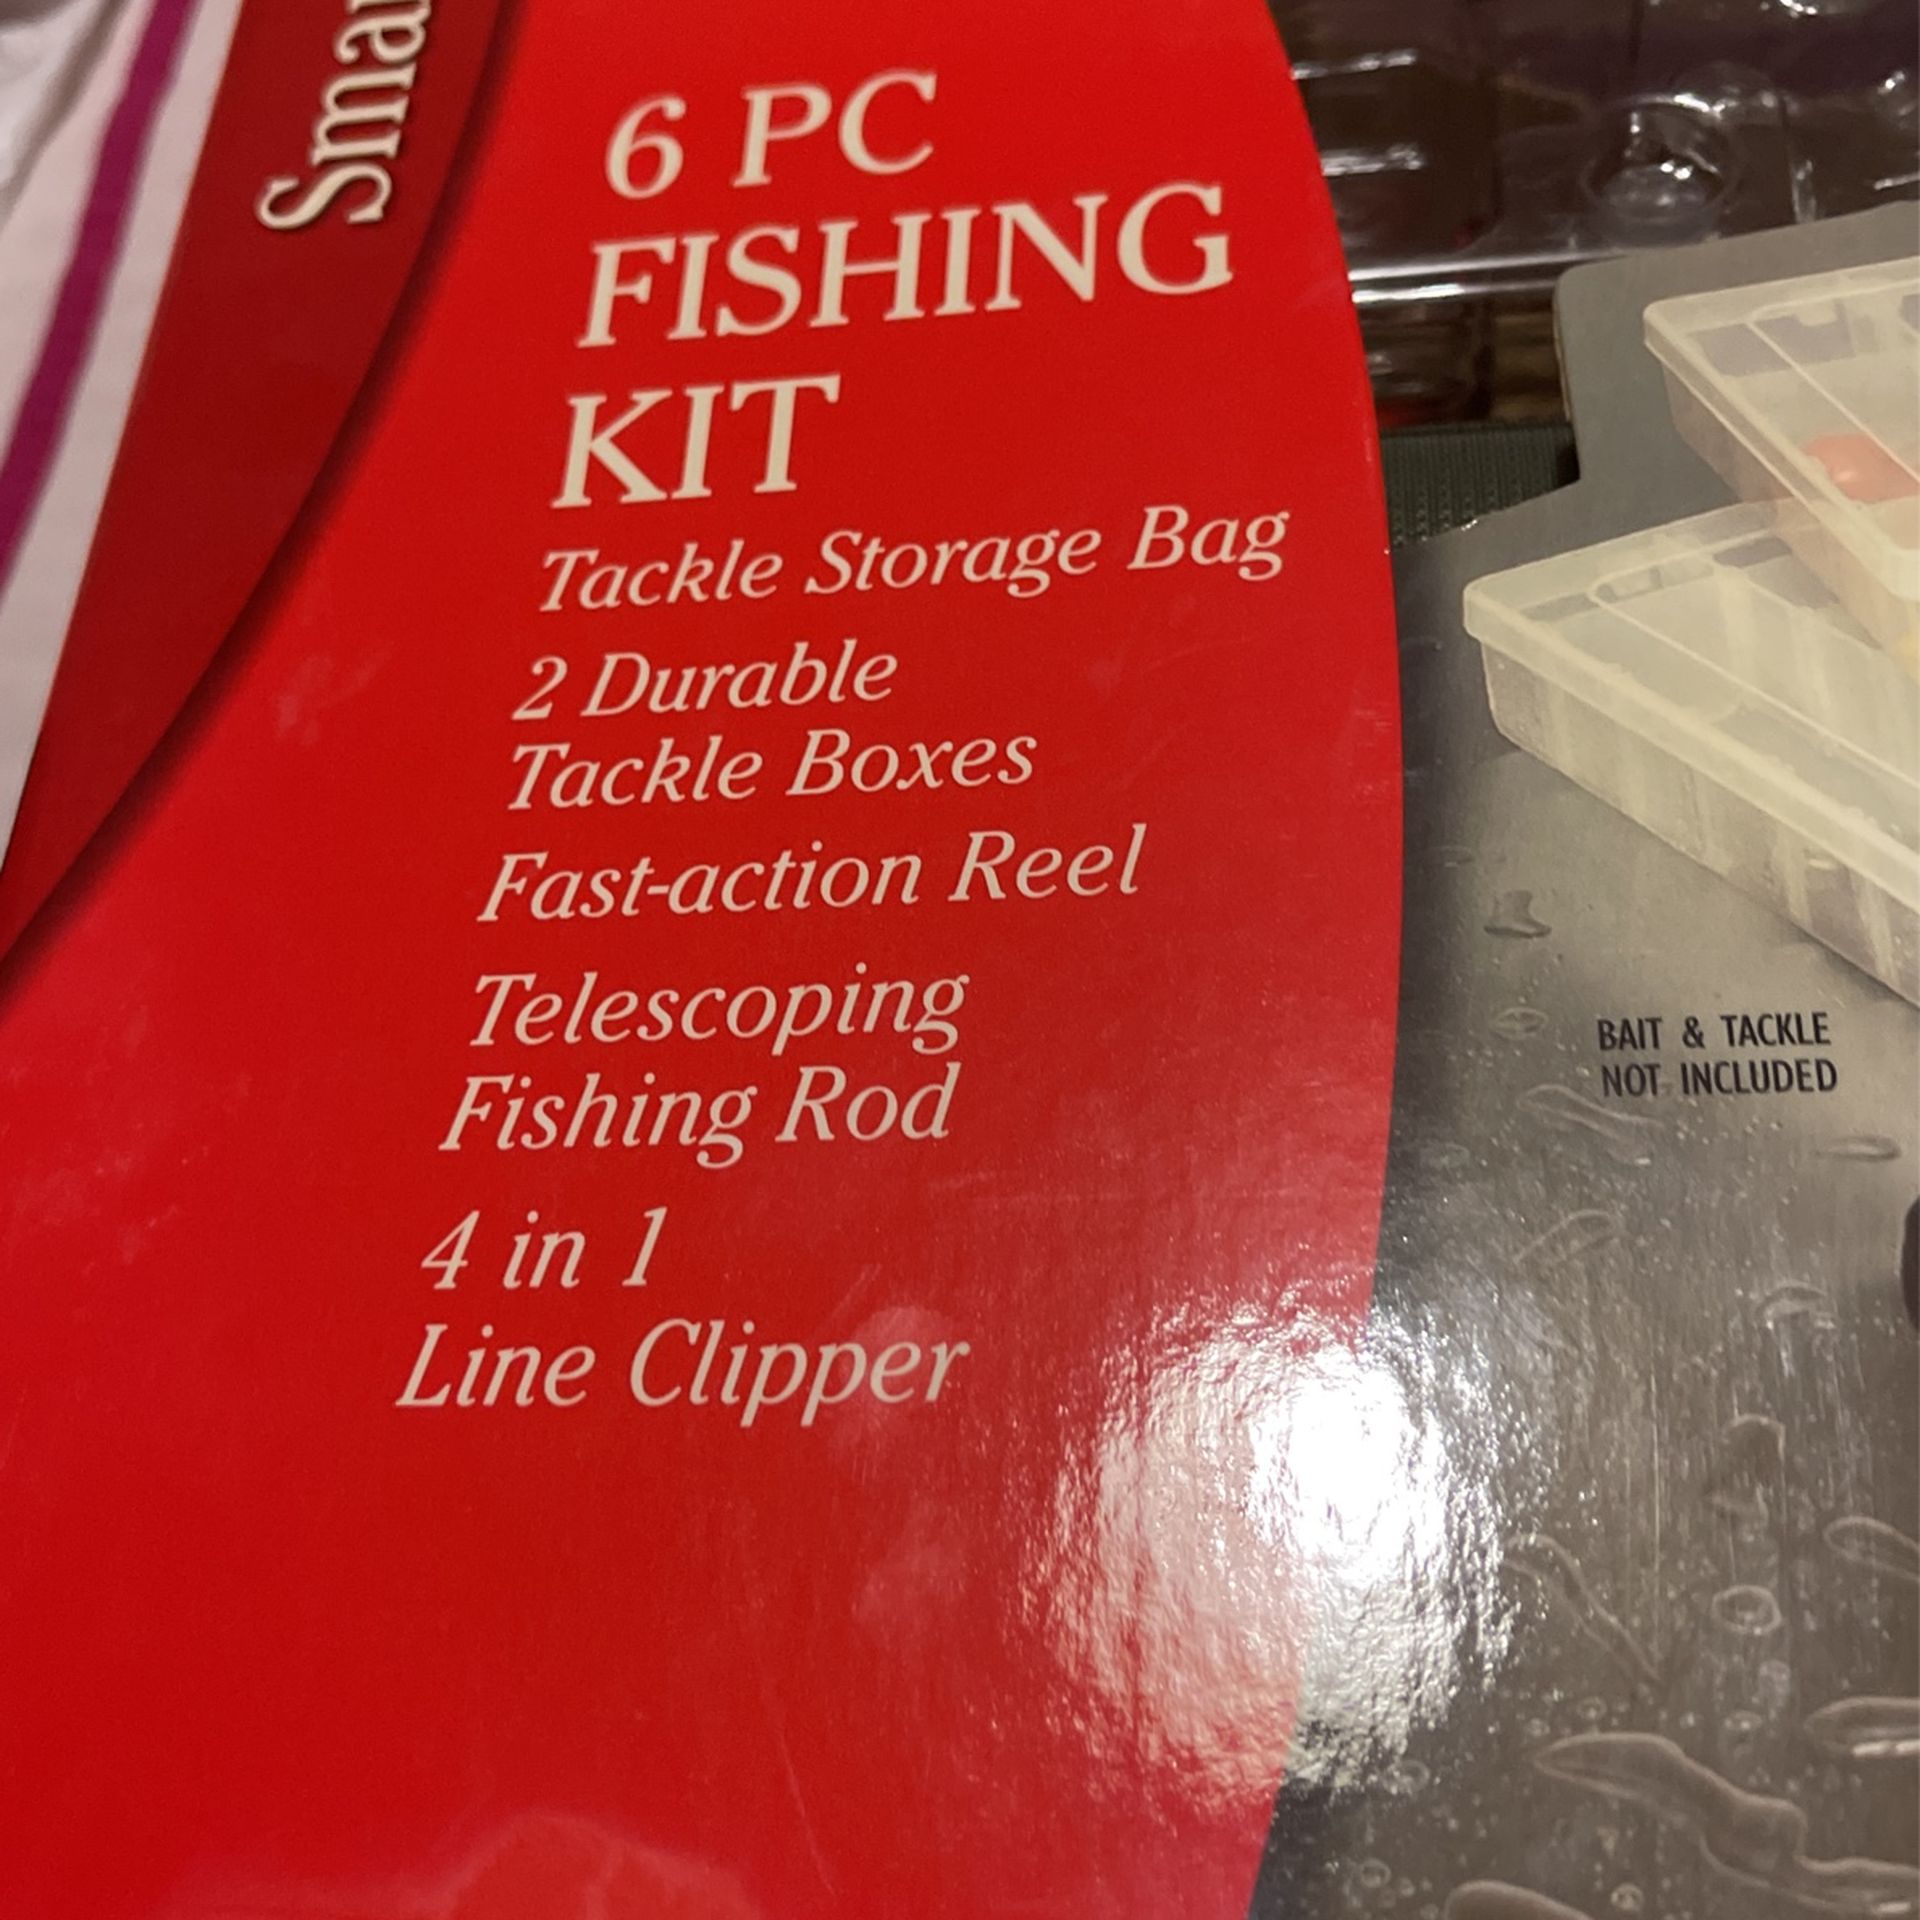 6 PC
FISHING
KIT
Tackle Storage Bag
2 Durable
Tackle Boxes
Fast-action Reel
Telescoping
Fishing Rod
4 in 1
Line Clipper
BAIT & TACKLE
NOT INCLUDED